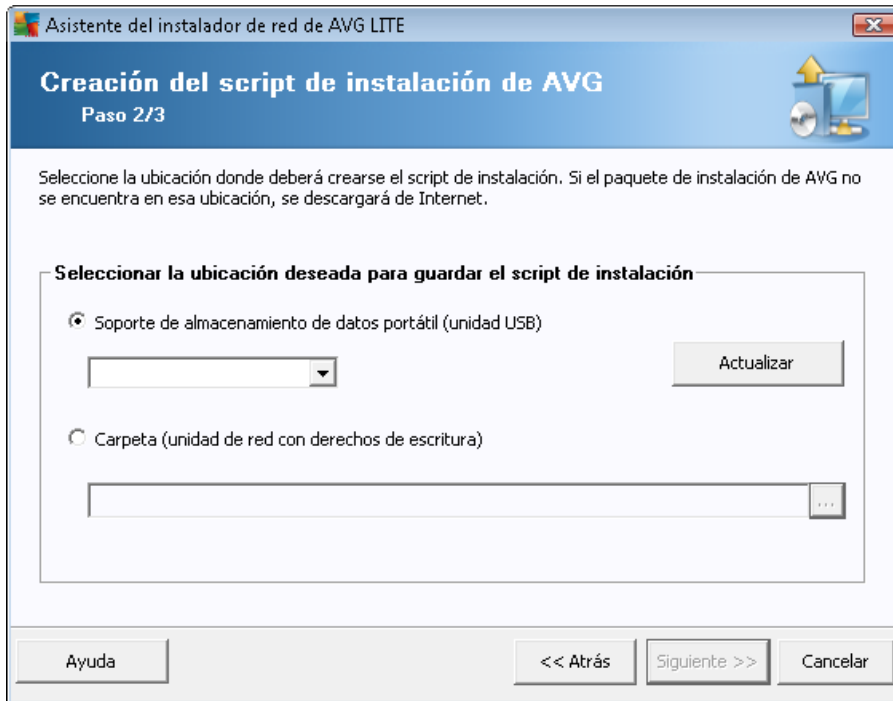 Asistente del instalador de red de AVG LITE
Creación del script de instalación de AVG
Paso 2/3
Seleccione la ubicación donde deberá crearse el script de instalación. Si el paquete de instalación de AVG no
se encuentra en esa ubicación, se descargará de Internet.
Seleccionar la ubicación deseada para guardar el script de instalación
Soporte de almacenamiento de datos portátil (unidad USB)
Actualizar
Carpeta (unidad de red con derechos de escritura)
...
Ayuda
<< Atrás
Siguiente >>
Cancelar